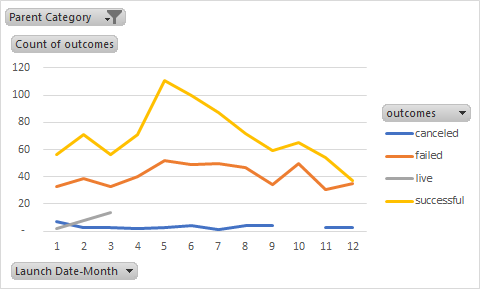 Parent Category
Count of outcomes
120
100
80
60
40
20
-
1 2 3 4 5 6 7 8 9 10 11 12
outcomes
canceled
failed
live
successful
Launch Date-Month